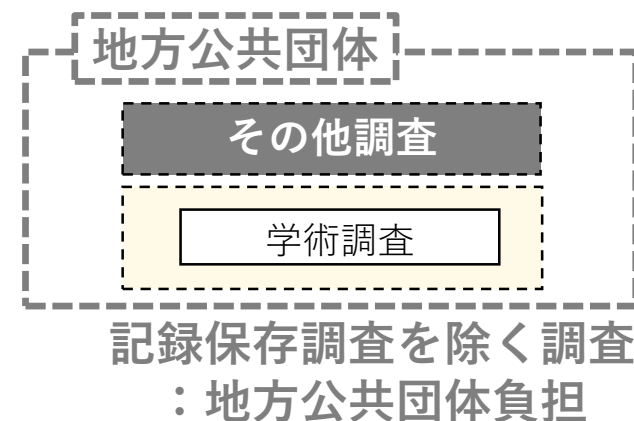 地方公共団体
その他調査
学術調査
記録保存調査を除く調査
：地方公共団体負担